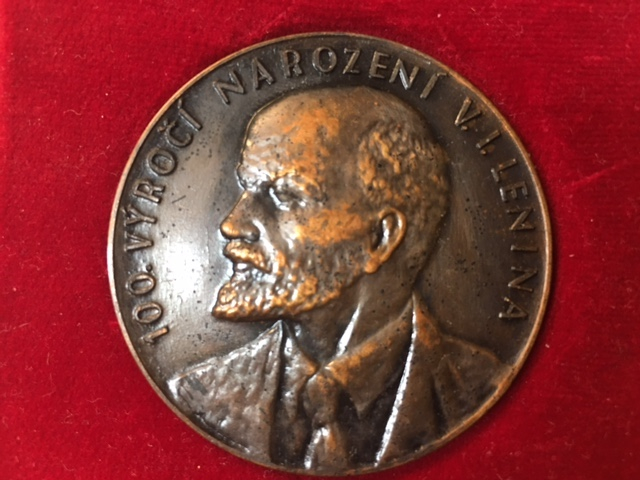 100. VÝROČÍ NAROZENÍ V. I. LENINA